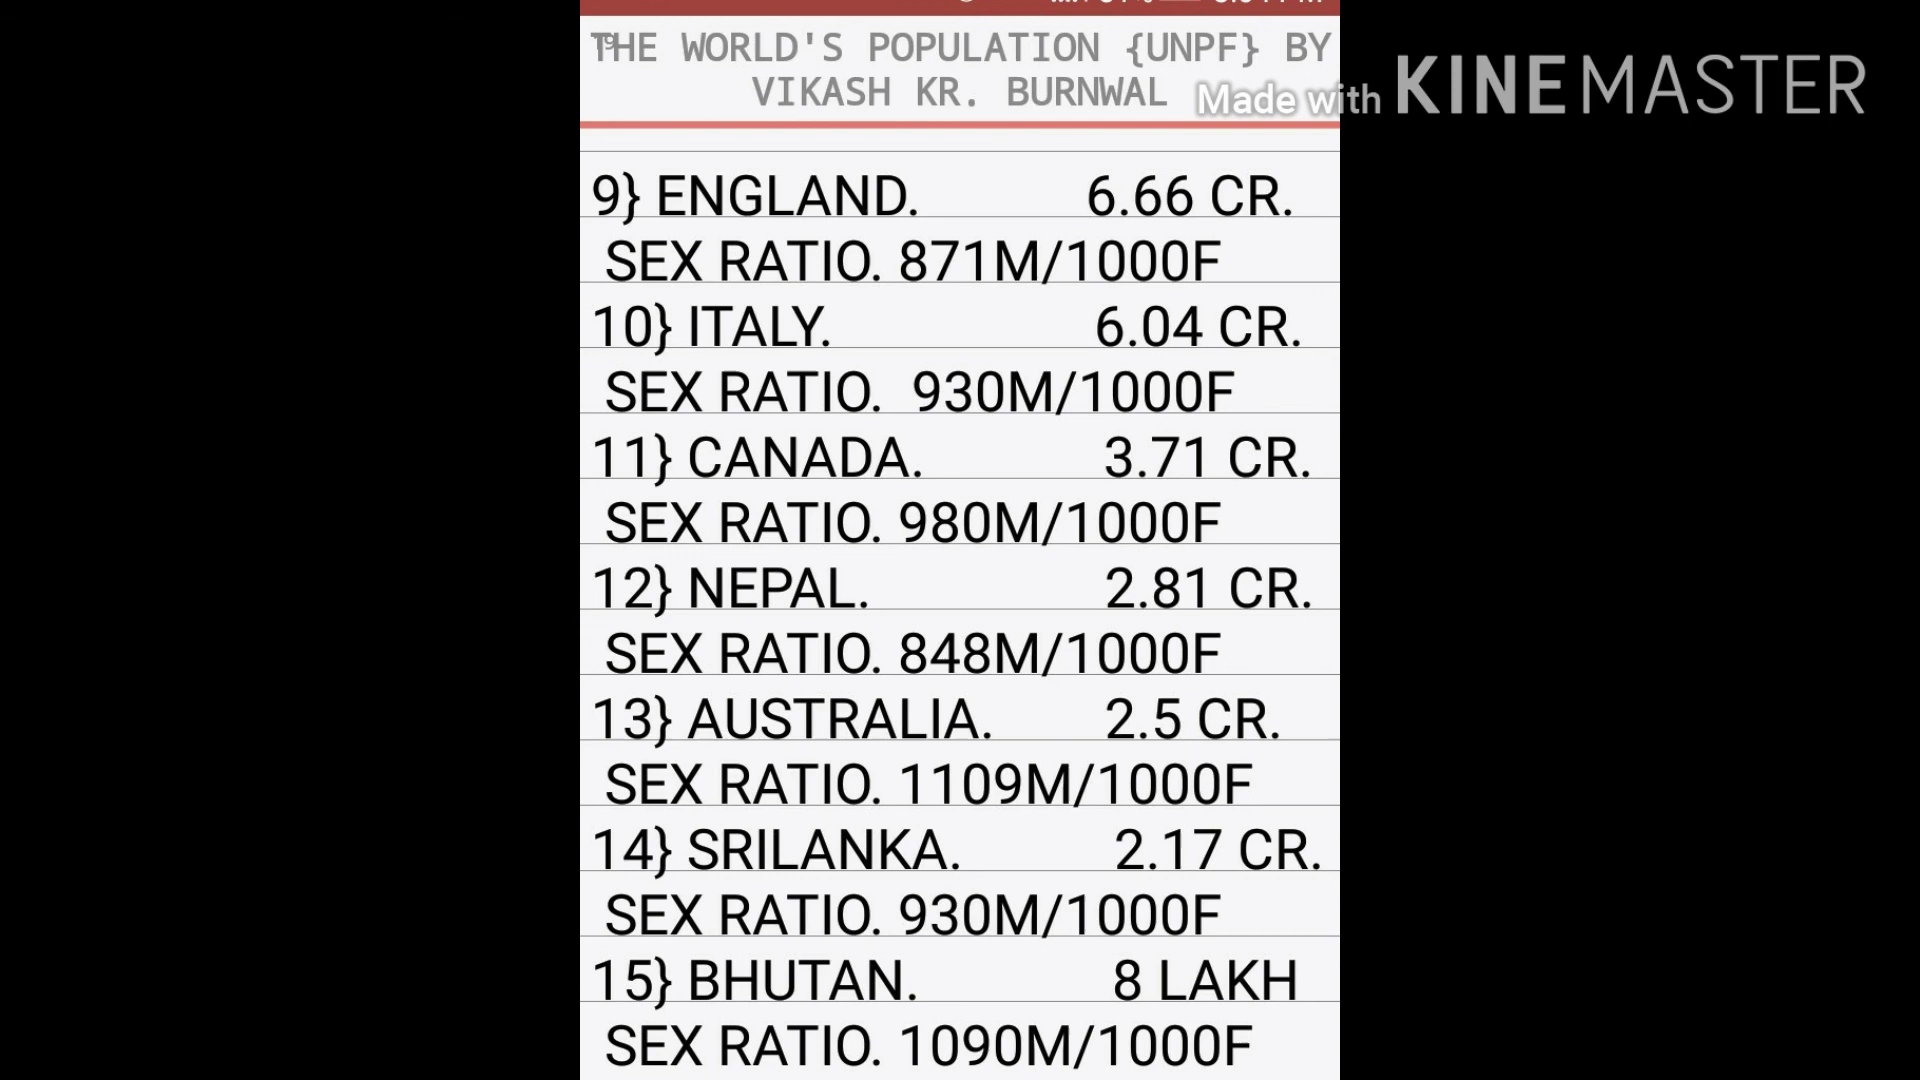 THE WORLD'S POPULATION {UNPF} BY
VIKASH KR. BURNWAL
Made with KINEMASTER
9} ENGLAND. 6.66 CR.
SEX RATIO. 871M/1000F
10} ITALY. 6.04 CR.
SEX RATIO. 930M/1000F
11} CANADA. 3.71 CR.
SEX RATIO. 980M/1000F
12} NEPAL. 2.81 CR.
SEX RATIO. 848M/1000F
13} AUSTRALIA. 2.5 CR.
SEX RATIO. 1109M/1000F
14} SRILANKA. 2.17 CR.
SEX RATIO. 930M/1000F
15} BHUTAN. 8 LAKH
SEX RATIO. 1090M/1000F